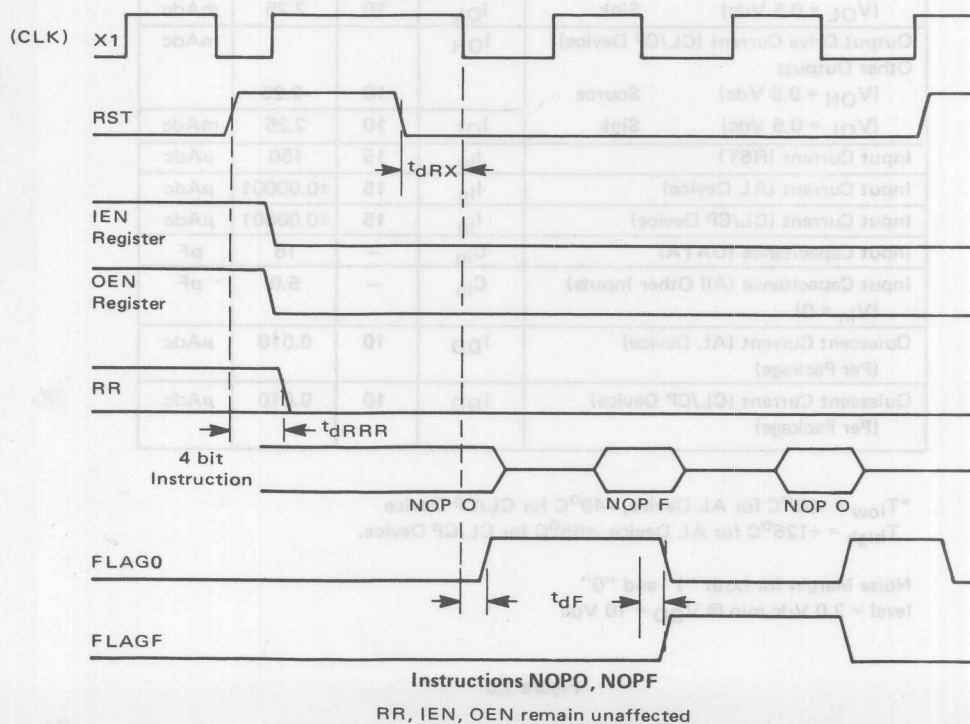 (CLK) X1
RST
tdRX
IEN
Register
OEN
Register
RR
tdRRR
4 bit
Instruction
NOP O NOP F NOP O
FLAG0
tdF
FLAGF
Instructions NOPO, NOPF
RR, IEN, OEN remain unaffected